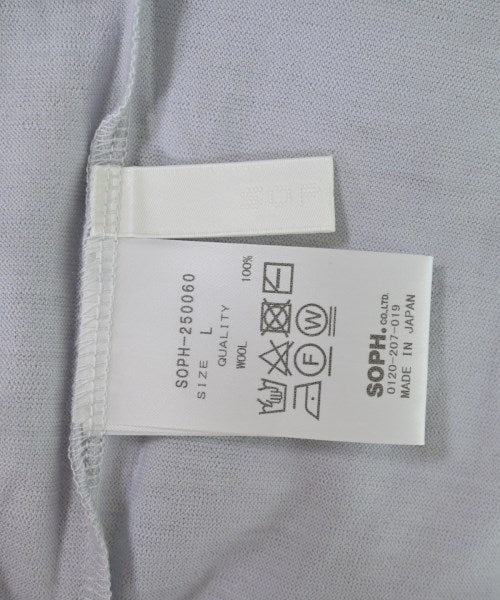 SOPH-250060
SIZE L
QUALITY
WOOL 100%
F W
SOPH.CO.,LTD.
0120-207-019
MADE IN JAPAN